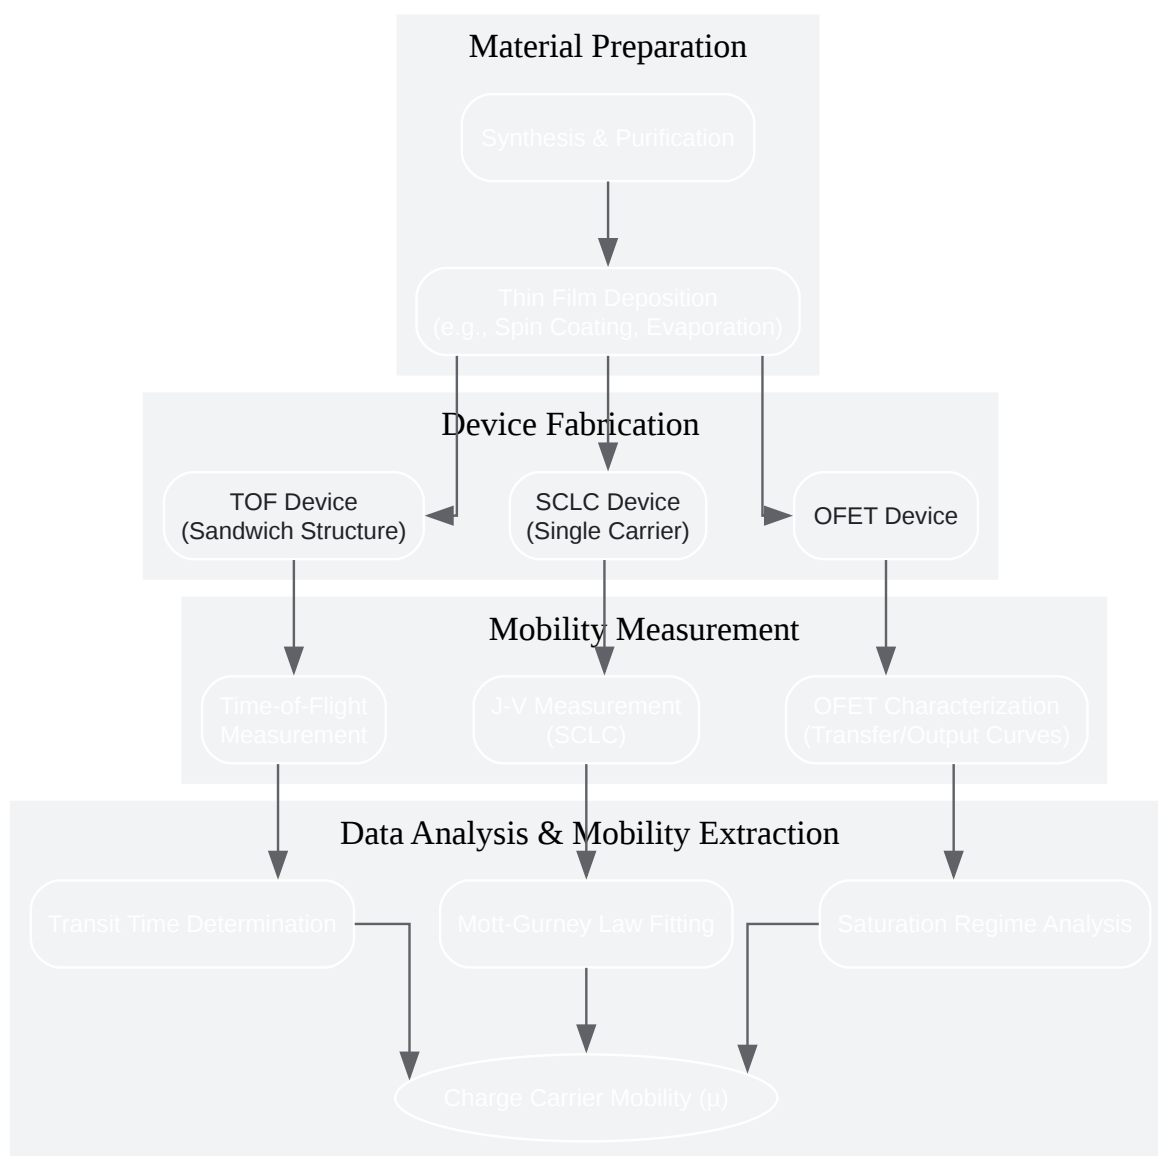 Material Preparation
Synthesis & Purification
Thin Film Deposition
(e.g., Spin Coating, Evaporation)
Device Fabrication
TOF Device
(Sandwich Structure)
SCLC Device
(Single Carrier)
OFET Device
Mobility Measurement
Time-of-Flight
Measurement
J-V Measurement
(SCLC)
OFET Characterization
(Transfer/Output Curves)
Data Analysis & Mobility Extraction
Transit Time Determination
Mott-Gurney Law Fitting
Saturation Regime Analysis
Charge Carrier Mobility (μ)